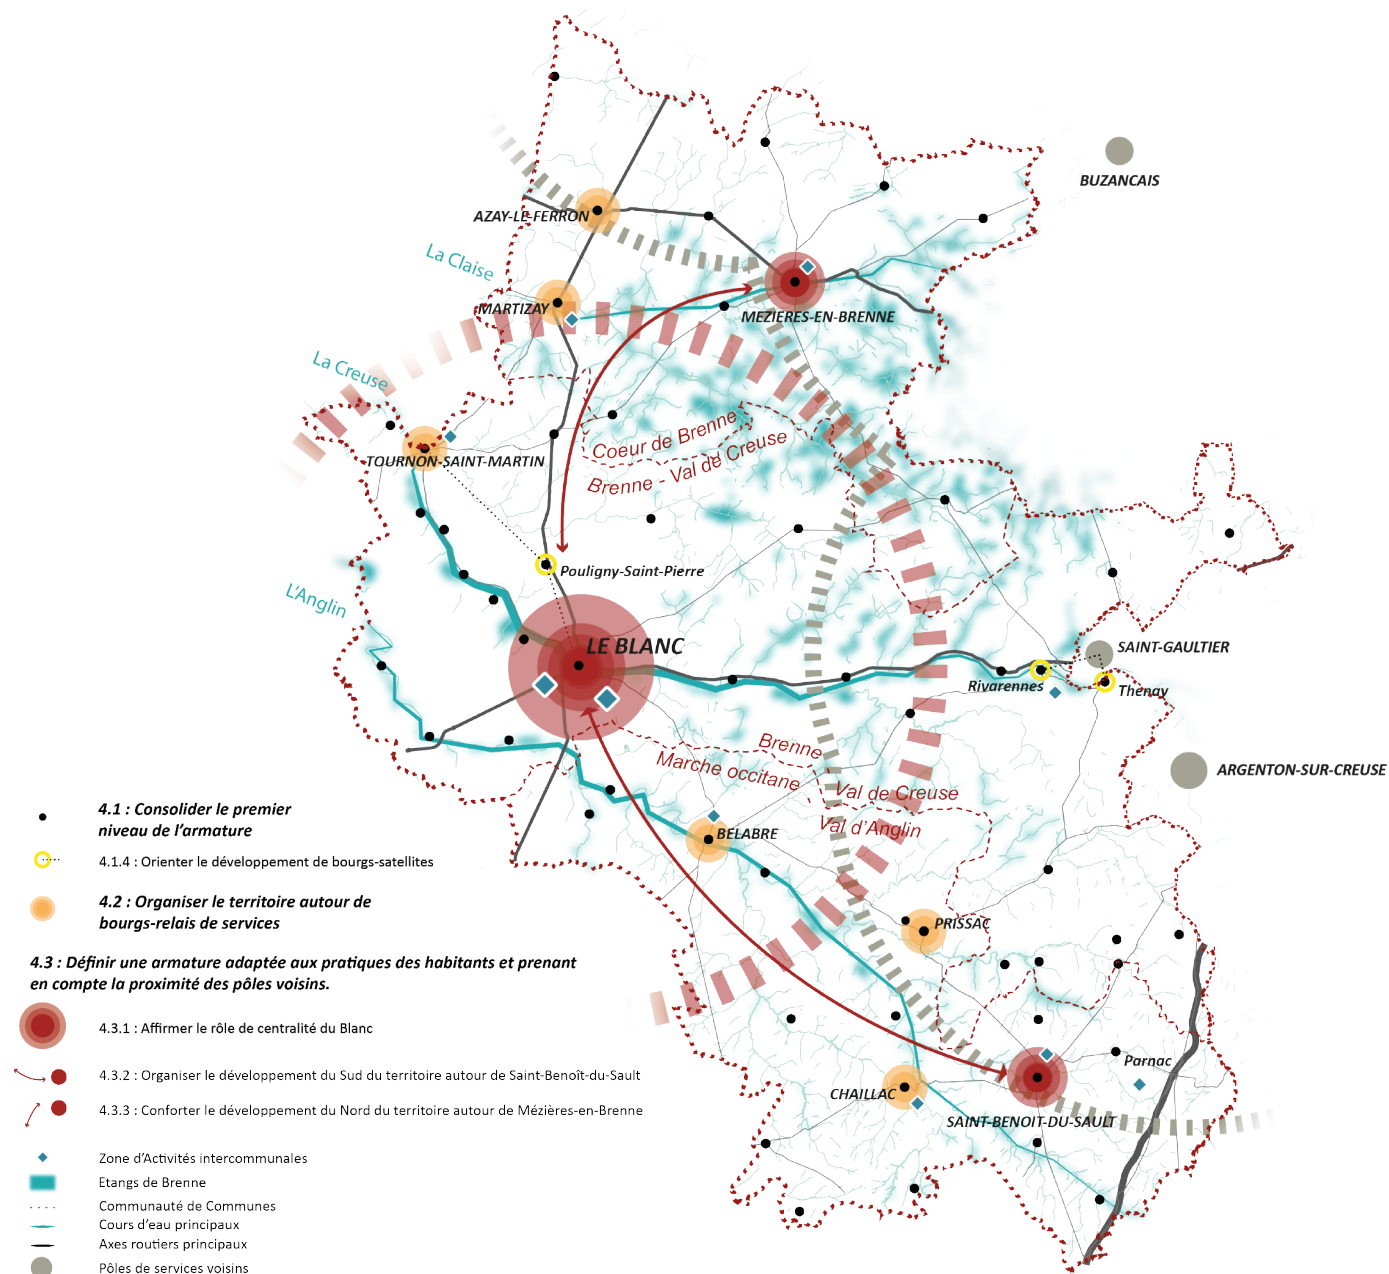 BUZANCAIS
AZAY-LE-FERRON
La Claise
MARTIZAY
MEZIERES-EN-BRENNE
La Creuse
Coeur de Brenne
Brenne - Val de Creuse
TOURNON-SAINT-MARTIN
Pouligny-Saint-Pierre
L'Anglin
LE BLANC
SAINT-GAULTIER
Rivarennes
Thenay
Brenne
Marche occitane
Val de Creuse
Val d'Anglin
ARGENTON-SUR-CREUSE
BELABRE
PRISSAC
Parnac
CHAILLAC
SAINT-BENOIT-DU-SAULT
4.1 : Consolider le premier
niveau de l'armature
4.1.4 : Orienter le développement de bourgs-satellites
4.2 : Organiser le territoire autour de
bourgs-relais de services
4.3 : Définir une armature adaptée aux pratiques des habitants et prenant
en compte la proximité des pôles voisins.
4.3.1 : Affirmer le rôle de centralité du Blanc
4.3.2 : Organiser le développement du Sud du territoire autour de Saint-Benoît-du-Sault
4.3.3 : Conforter le développement du Nord du territoire autour de Mézières-en-Brenne
Zone d'Activités intercommunales
Etangs de Brenne
Communauté de Communes
Cours d'eau principaux
Axes routiers principaux
Pôles de services voisins